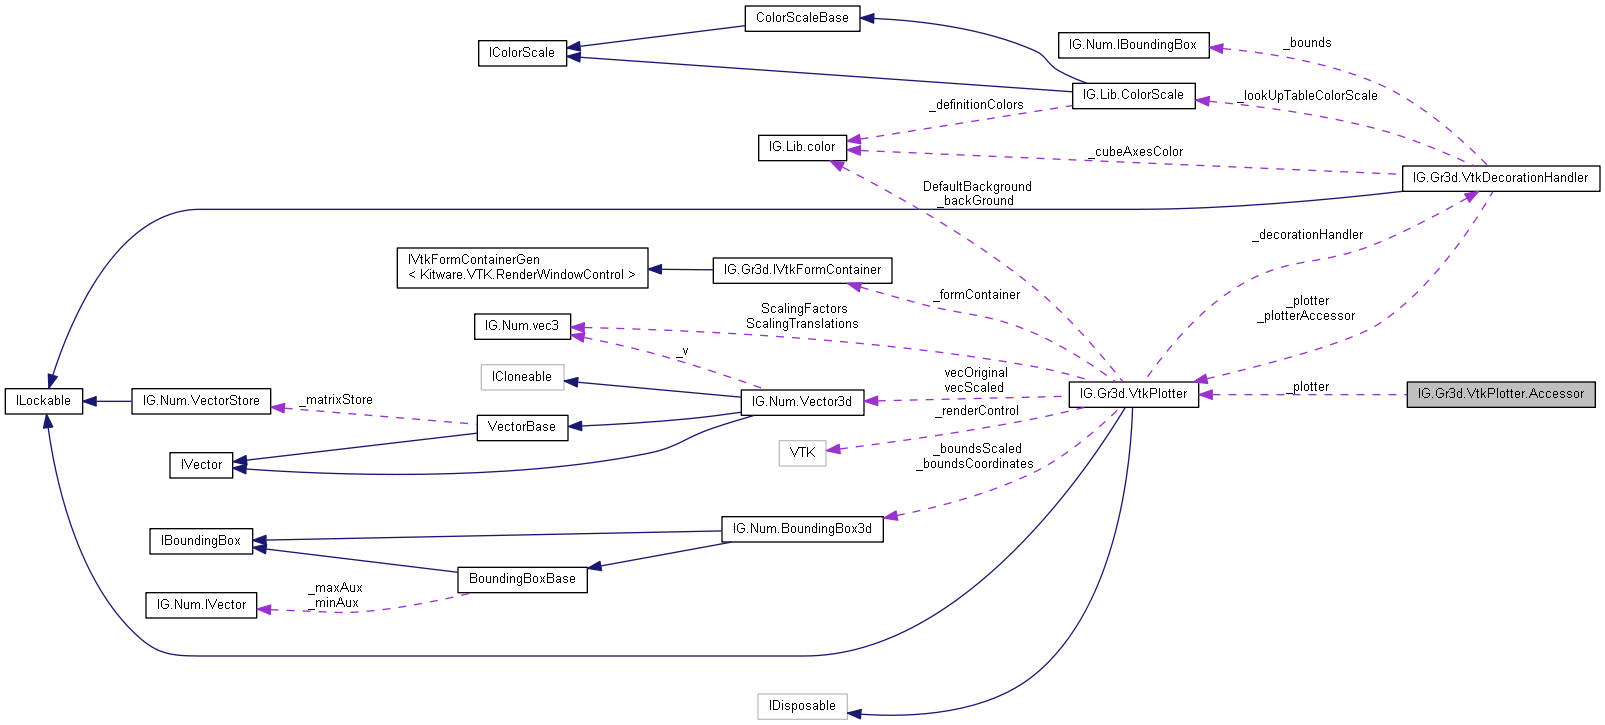 ColorScaleBase
IColorScale
IG.Num.IBoundingBox
_bounds
IG.Lib.ColorScale
_lookUpTableColorScale
_definitionColors
IG.Lib.color
_cubeAxesColor
IG.Gr3d.VtkDecorationHandler
DefaultBackground
_backGround
_decorationHandler
IVtkFormContainerGen
< Kitware.VTK.RenderWindowControl >
IG.Gr3d.IVtkFormContainer
_formContainer
_plotter
_plotterAccessor
IG.Num.vec3
ScalingFactors
ScalingTranslations
_v
ICloneable
vecOriginal
vecScaled
ILockable
IG.Num.VectorStore
_matrixStore
IG.Num.Vector3d
IG.Gr3d.VtkPlotter
_plotter
IG.Gr3d.VtkPlotter.Accessor
VectorBase
_renderControl
IVector
VTK
_boundsScaled
_boundsCoordinates
IBoundingBox
IG.Num.BoundingBox3d
BoundingBoxBase
IG.Num.IVector
_maxAux
_minAux
IDisposable